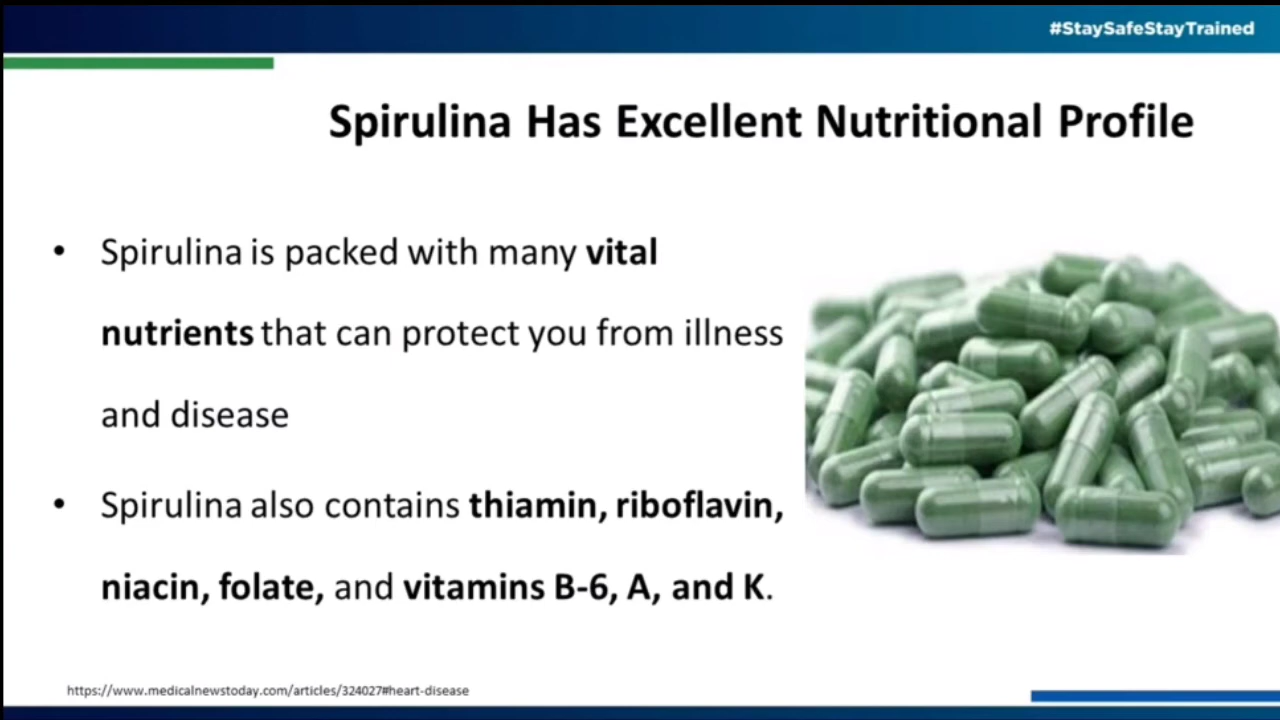 #StaySafeStayTrained
Spirulina Has Excellent Nutritional Profile
• Spirulina is packed with many vital
nutrients that can protect you from illness
and disease
• Spirulina also contains thiamin, riboflavin,
niacin, folate, and vitamins B-6, A, and K.
https://www.medicalnewstoday.com/articles/324027#heart-disease